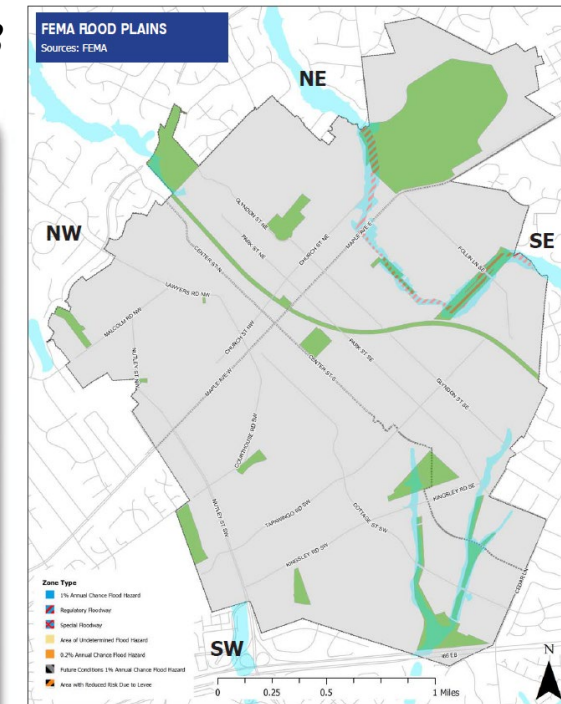 FEMA FLOOD PLAINS
Sources: FEMA
NE
NW
SE
GLYNDON ST NE
PARK ST NE
CHURCH ST NE
MAPLE AVE E
FOLLIN LN SE
CENTER ST N
LAWYERS RD NW
MALCOLM RD NW
NUTLEY ST NW
CHURCH ST NW
MAPLE AVE W
CENTER ST S
PARK ST SE
GLYNDON ST SE
COURTHOUSE RD SW
TAPAWINGO RD SW
COTTAGE ST SW
KINGSLEY RD SE
NUTLEY ST SW
KINGSLEY RD SW
CEDAR LN
I66 EB
SW
Zone Type
1% Annual Chance Flood Hazard
Regulatory Floodway
Special Floodway
Area of Undetermined Flood Hazard
0.2% Annual Chance Flood Hazard
Future Conditions 1% Annual Chance Flood Hazard
Area with Reduced Risk Due to Levee
0 0.25 0.5 1 Miles
N